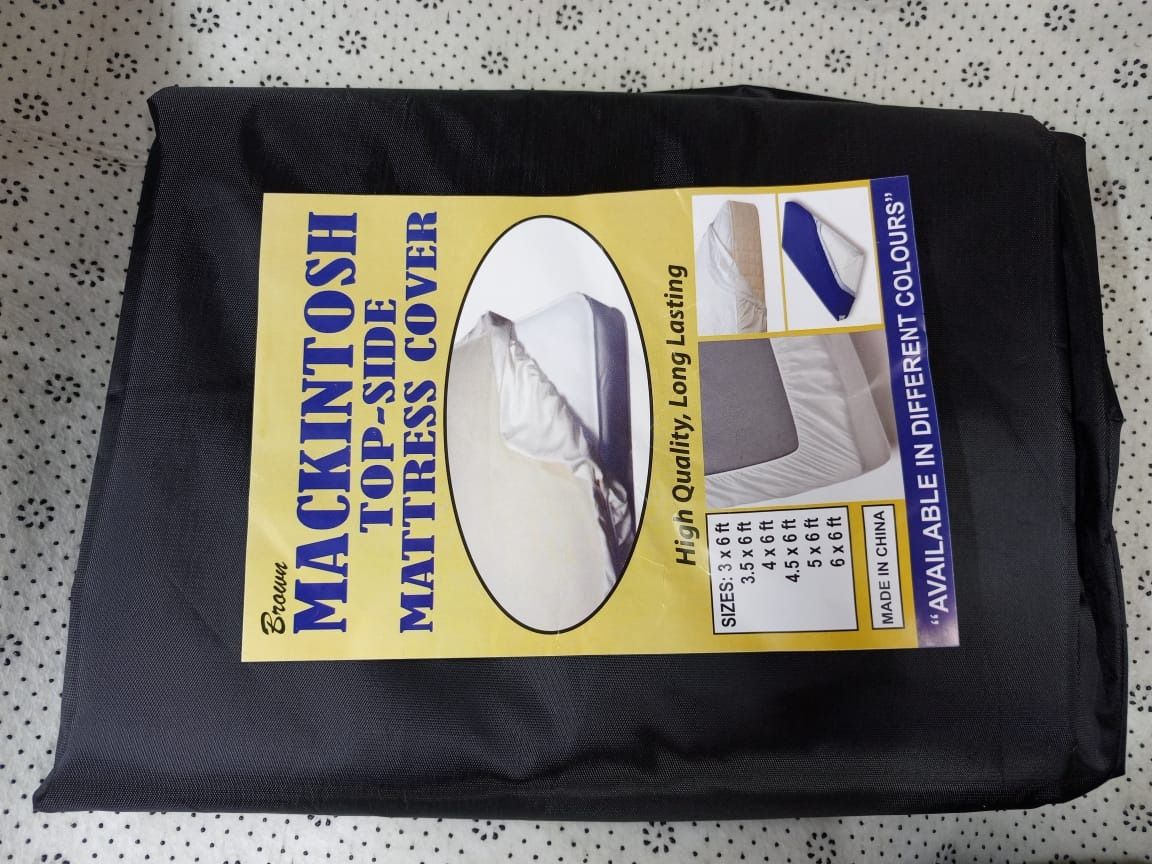 Brown
MACKINTOSH
TOP-SIDE
MATTRESS COVER
High Quality, Long Lasting
SIZES: 3 x 6 ft
3.5 x 6 ft
4 x 6 ft
4.5 x 6 ft
5 x 6 ft
6 x 6 ft
MADE IN CHINA
“AVAILABLE IN DIFFERENT COLOURS”